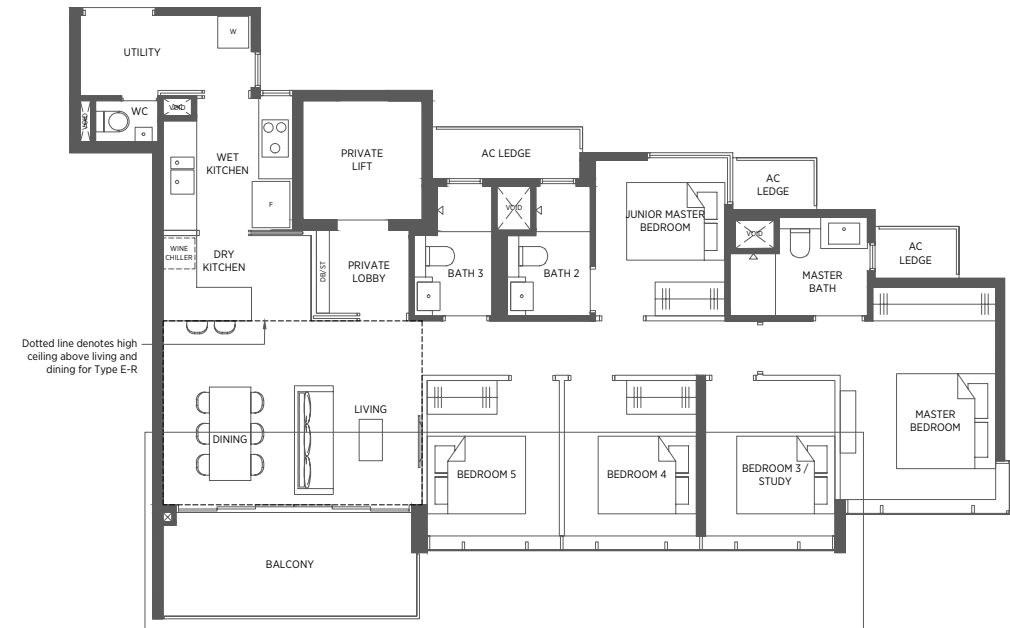 W
UTILITY
WC
VOID
VOID
WET
KITCHEN
PRIVATE
LIFT
AC LEDGE
F
AC
LEDGE
JUNIOR MASTER
BEDROOM
VOID
VOID
WINE
CHILLER
DRY
KITCHEN
DB/ST
PRIVATE
LOBBY
BATH 3
BATH 2
MASTER
BATH
AC
LEDGE
Dotted line denotes high
ceiling above living and
dining for Type E-R
LIVING
DINING
MASTER
BEDROOM
BEDROOM 5
BEDROOM 4
BEDROOM 3 /
STUDY
BALCONY